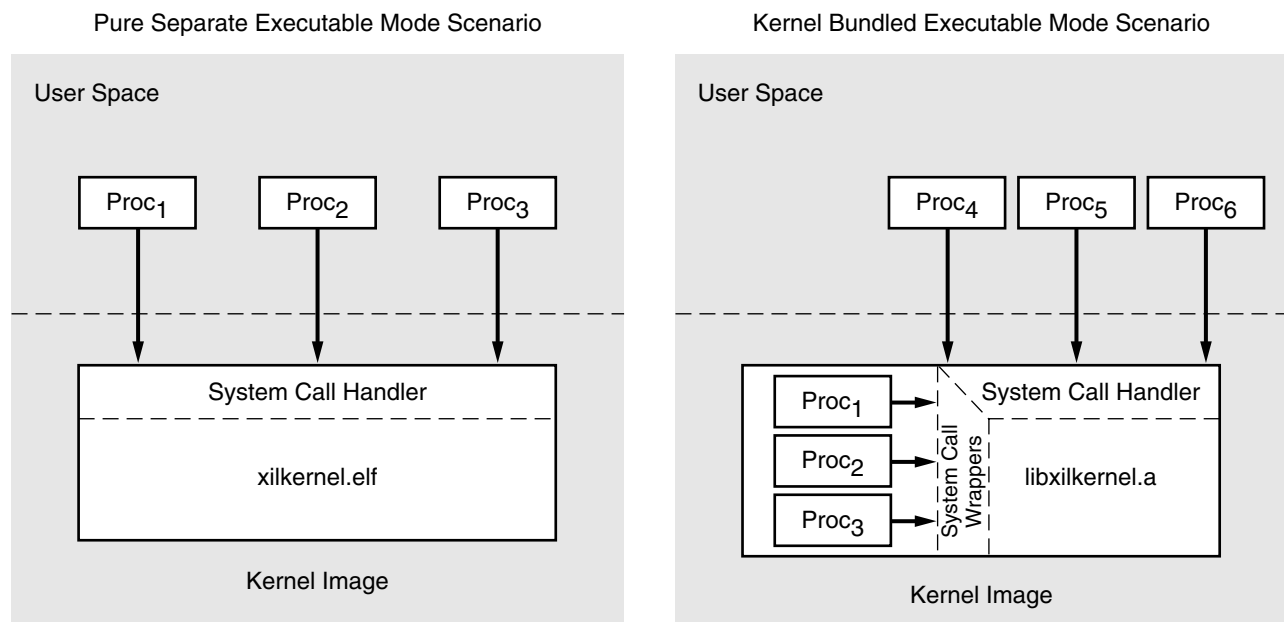 Pure Separate Executable Mode Scenario
User Space
Proc1
Proc2
Proc3
System Call Handler
xilkernel.elf
Kernel Image
Kernel Bundled Executable Mode Scenario
User Space
Proc4
Proc5
Proc6
Proc1
Proc2
Proc3
System Call
Wrappers
System Call Handler
libxilkernel.a
Kernel Image